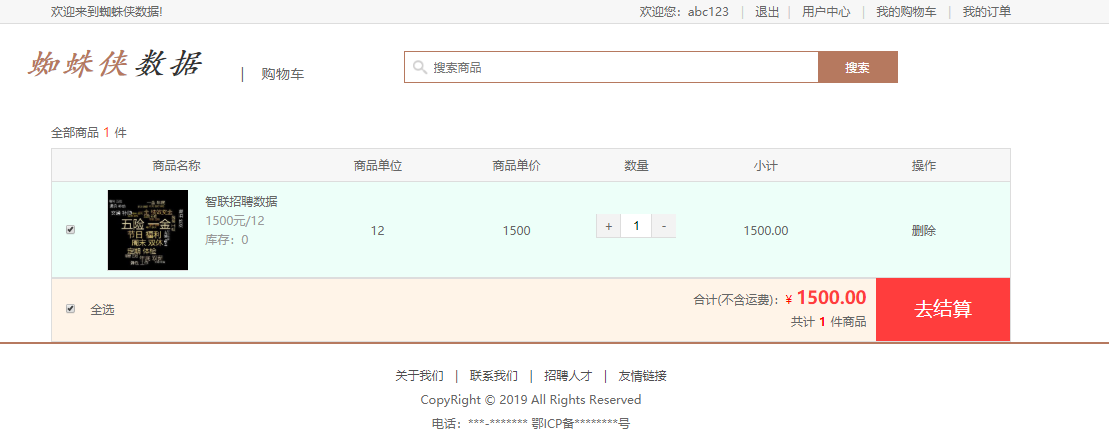 欢迎来到蜘蛛侠数据!
欢迎您：abc123 | 退出 | 用户中心 | 我的购物车 | 我的订单
蜘蛛侠数据 | 购物车
搜索商品 搜索
全部商品 1 件
商品名称 商品单位 商品单价 数量 小计 操作
五险一金
节日 福利
周末 双休
定期 体检
智联招聘数据
1500元/12
库存：0
12 1500 + 1 - 1500.00 删除
全选
合计(不含运费)：¥ 1500.00
共计 1 件商品
去结算
关于我们 | 联系我们 | 招聘人才 | 友情链接
CopyRight © 2019 All Rights Reserved
电话：***-******* 鄂ICP备********号